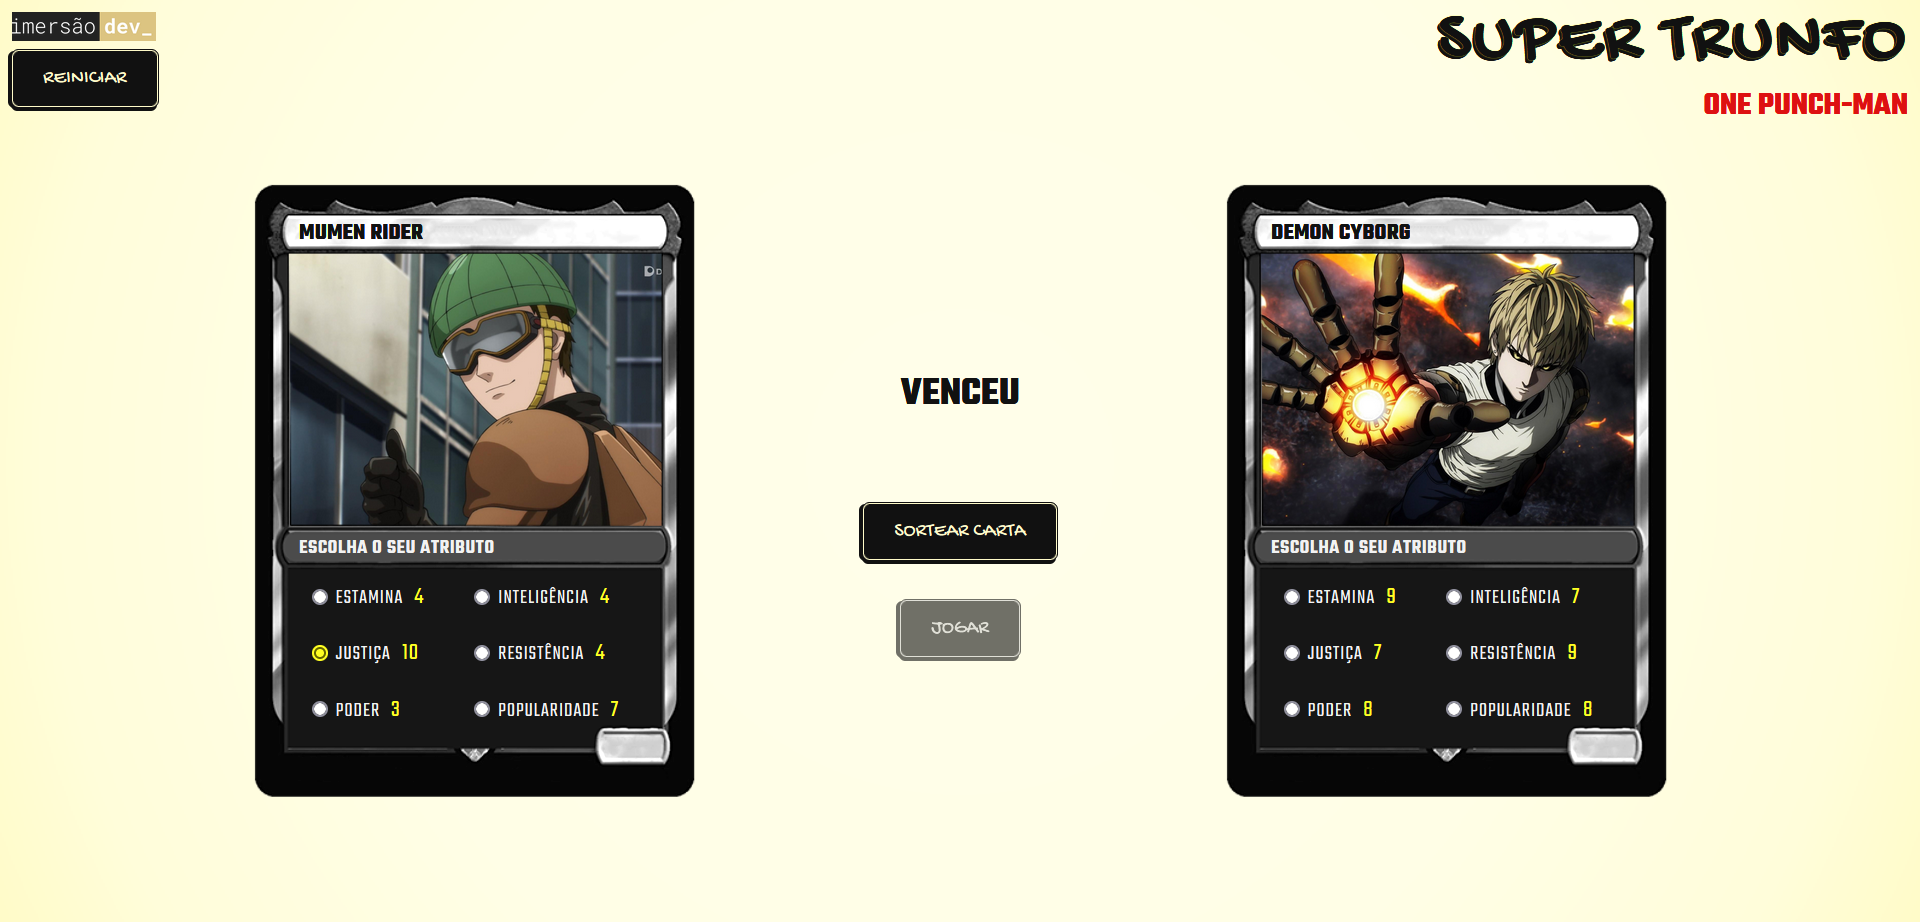 imersão dev_
REINICIAR
SUPER TRUNFO
ONE PUNCH-MAN
MUMEN RIDER
ESCOLHA O SEU ATRIBUTO
ESTAMINA 4 INTELIGÊNCIA 4
JUSTIÇA 10 RESISTÊNCIA 4
PODER 3 POPULARIDADE 7
VENCEU
SORTEAR CARTA
JOGAR
DEMON CYBORG
ESCOLHA O SEU ATRIBUTO
ESTAMINA 9 INTELIGÊNCIA 7
JUSTIÇA 7 RESISTÊNCIA 9
PODER 8 POPULARIDADE 8